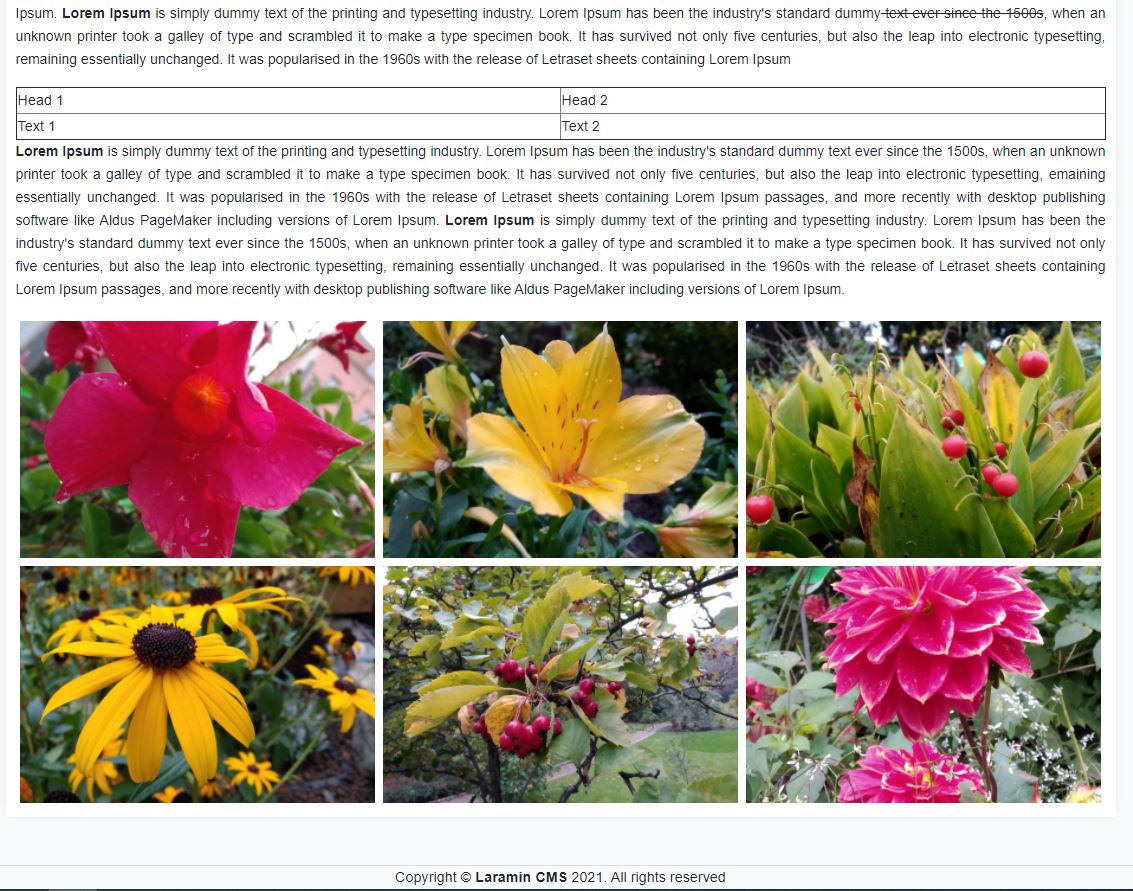 Ipsum. Lorem Ipsum is simply dummy text of the printing and typesetting industry. Lorem Ipsum has been the industry's standard dummy text ever since the 1500s, when an
unknown printer took a galley of type and scrambled it to make a type specimen book. It has survived not only five centuries, but also the leap into electronic typesetting,
remaining essentially unchanged. It was popularised in the 1960s with the release of Letraset sheets containing Lorem Ipsum
Head 1 Head 2
Text 1 Text 2
Lorem Ipsum is simply dummy text of the printing and typesetting industry. Lorem Ipsum has been the industry's standard dummy text ever since the 1500s, when an unknown
printer took a galley of type and scrambled it to make a type specimen book. It has survived not only five centuries, but also the leap into electronic typesetting, emaining
essentially unchanged. It was popularised in the 1960s with the release of Letraset sheets containing Lorem Ipsum passages, and more recently with desktop publishing
software like Aldus PageMaker including versions of Lorem Ipsum. Lorem Ipsum is simply dummy text of the printing and typesetting industry. Lorem Ipsum has been the
industry's standard dummy text ever since the 1500s, when an unknown printer took a galley of type and scrambled it to make a type specimen book. It has survived not only
five centuries, but also the leap into electronic typesetting, remaining essentially unchanged. It was popularised in the 1960s with the release of Letraset sheets containing
Lorem Ipsum passages, and more recently with desktop publishing software like Aldus PageMaker including versions of Lorem Ipsum.
Copyright © Laramin CMS 2021. All rights reserved